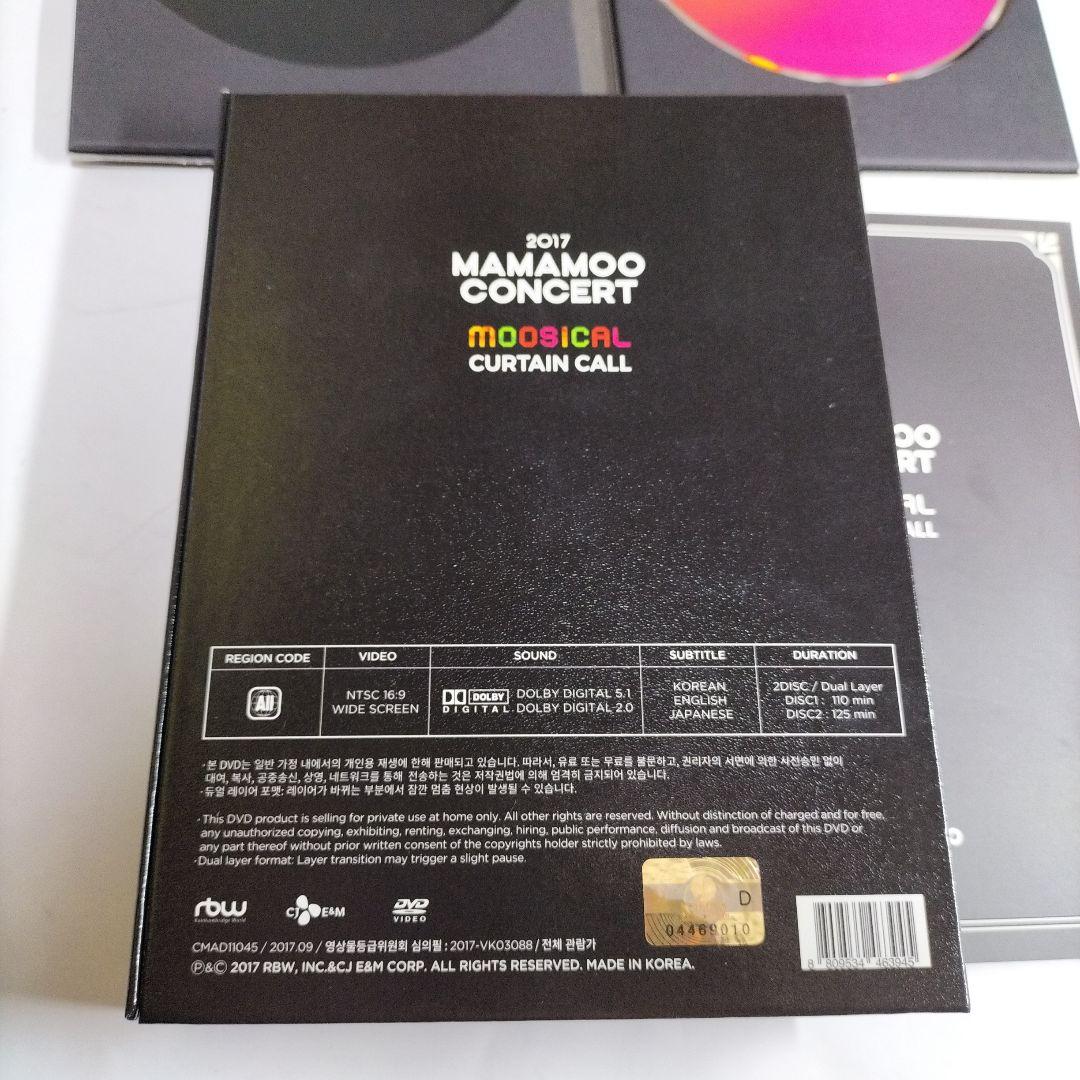 2017
MAMAMOO
CONCERT
MOOSICAL
CURTAIN CALL
OO
RT
AL
ALL
REGION CODE VIDEO SOUND SUBTITLE DURATION
All
NTSC 16:9
WIDE SCREEN
DOLBY
DIGITAL
DOLBY DIGITAL 5.1
DOLBY DIGITAL 2.0
KOREAN
ENGLISH
JAPANESE
2DISC / Dual Layer
DISC1 : 110 min
DISC2 : 125 min
· 본 DVD는 일반 가정 내에서의 개인용 재생에 한해 판매되고 있습니다. 따라서, 유료 또는 무료를 불문하고, 권리자의 서면에 의한 사전승인 없이
대여, 복사, 공중송신, 상영, 네트워크를 통해 전송하는 것은 저작권법에 의해 엄격히 금지되어 있습니다.
· 듀얼 레이어 포맷: 레이어가 바뀌는 부분에서 잠깐 멈춤 현상이 발생될 수 있습니다.
· This DVD product is selling for private use at home only. All other rights are reserved. Without distinction of charged and for free,
any unauthorized copying, exhibiting, renting, exchanging, hiring, public performance, diffusion and broadcast of this DVD or
any part thereof without prior written consent of the copyrights holder strictly prohibited by laws.
· Dual layer format: Layer transition may trigger a slight pause.
rbw
Rainbowbridge World
CJ E&M
DVD
VIDEO
D
04469010
CMAD11045 / 2017.09 / 영상물등급위원회 심의필 : 2017-VK03088 / 전체 관람가
Ⓟ&© 2017 RBW, INC.&CJ E&M CORP. ALL RIGHTS RESERVED. MADE IN KOREA.
8 809534 463945